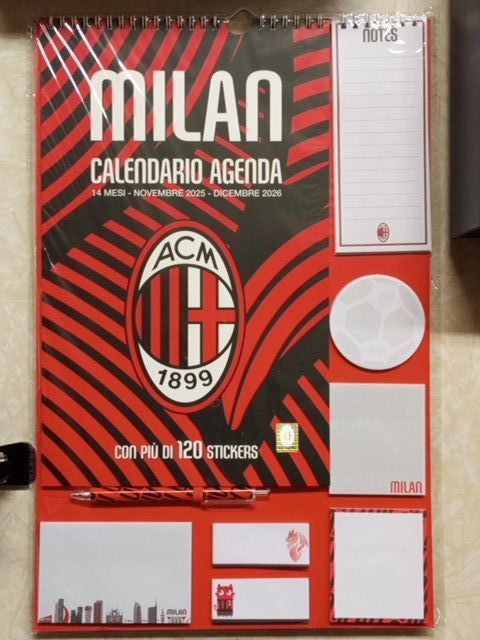 NOTES
MILAN
CALENDARIO AGENDA
14 MESI - NOVEMBRE 2025 - DICEMBRE 2026
ACM
1899
CON PIÙ DI 120 STICKERS
MILAN
MILAN